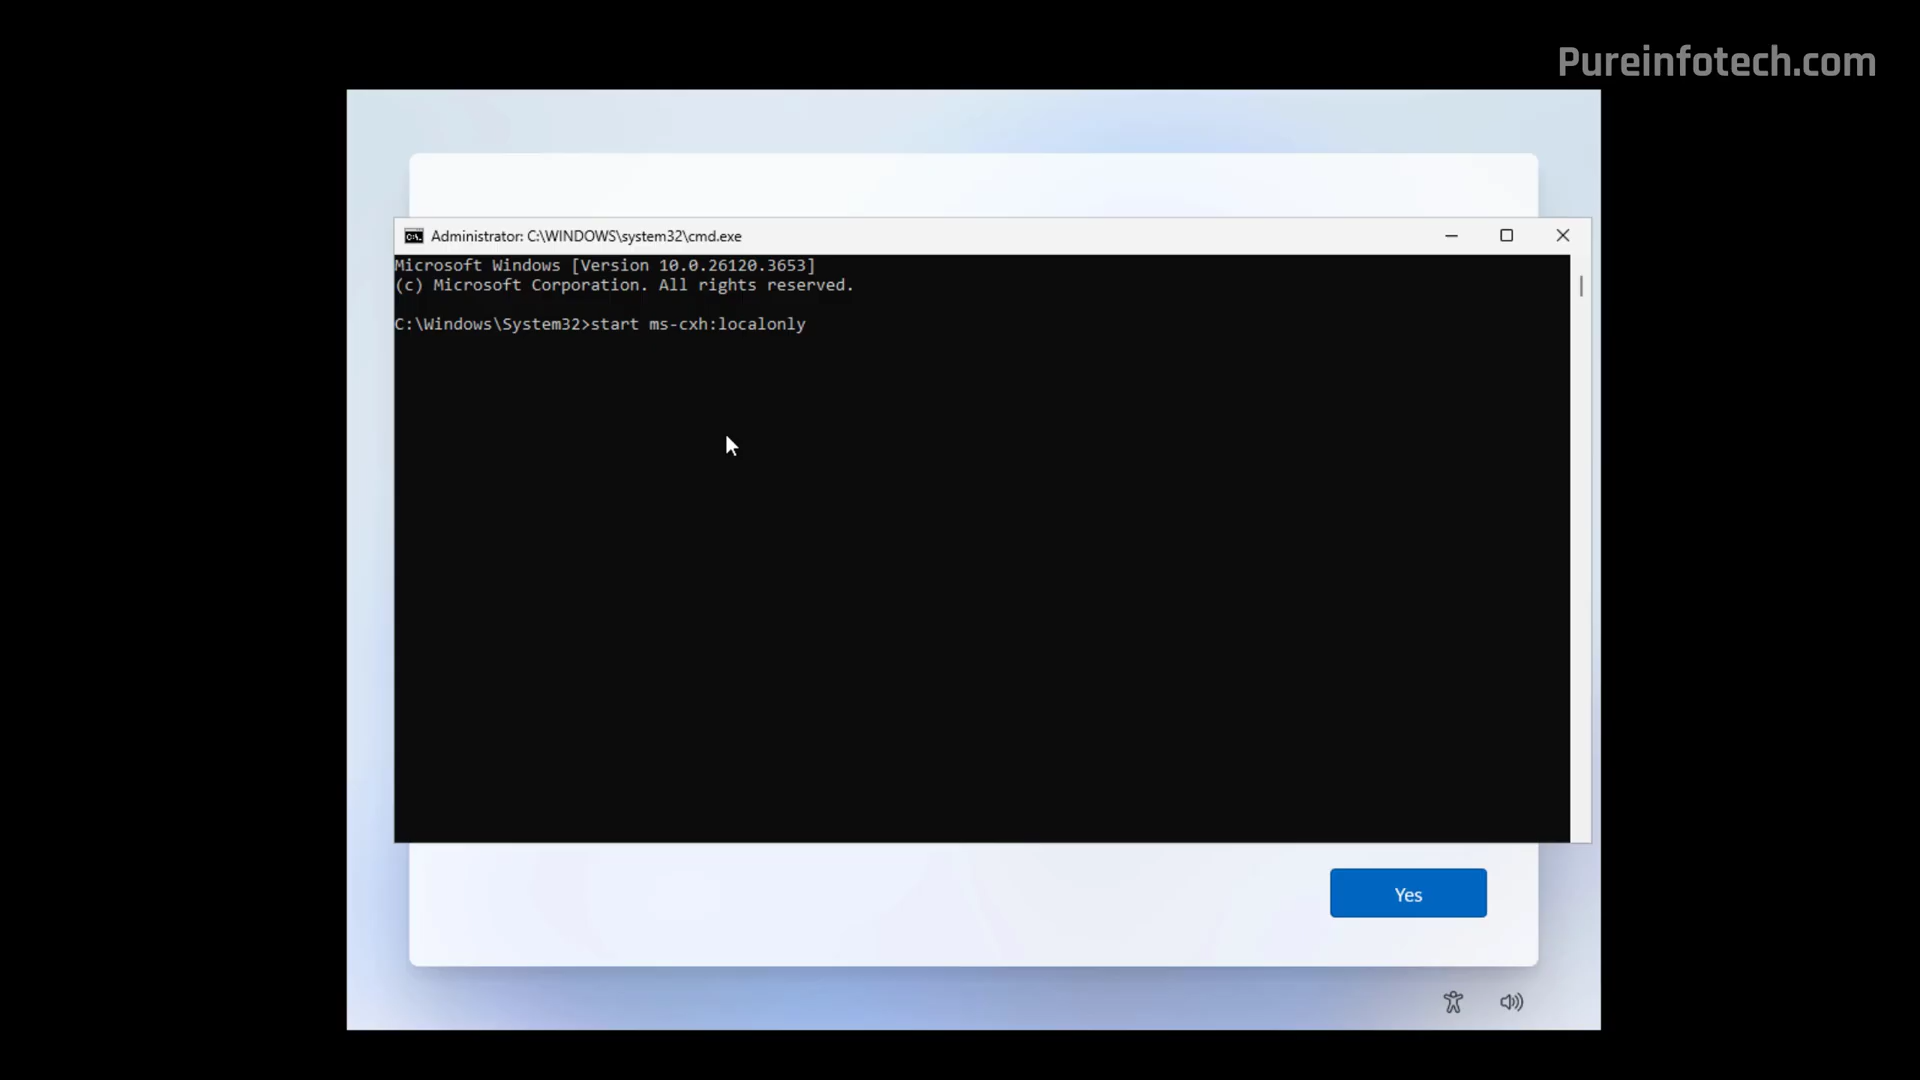 Pureinfotech.com
Administrator: C:\WINDOWS\system32\cmd.exe
Microsoft Windows [Version 10.0.26120.3653]
(c) Microsoft Corporation. All rights reserved.
C:\Windows\System32>start ms-cxh:localonly
Yes